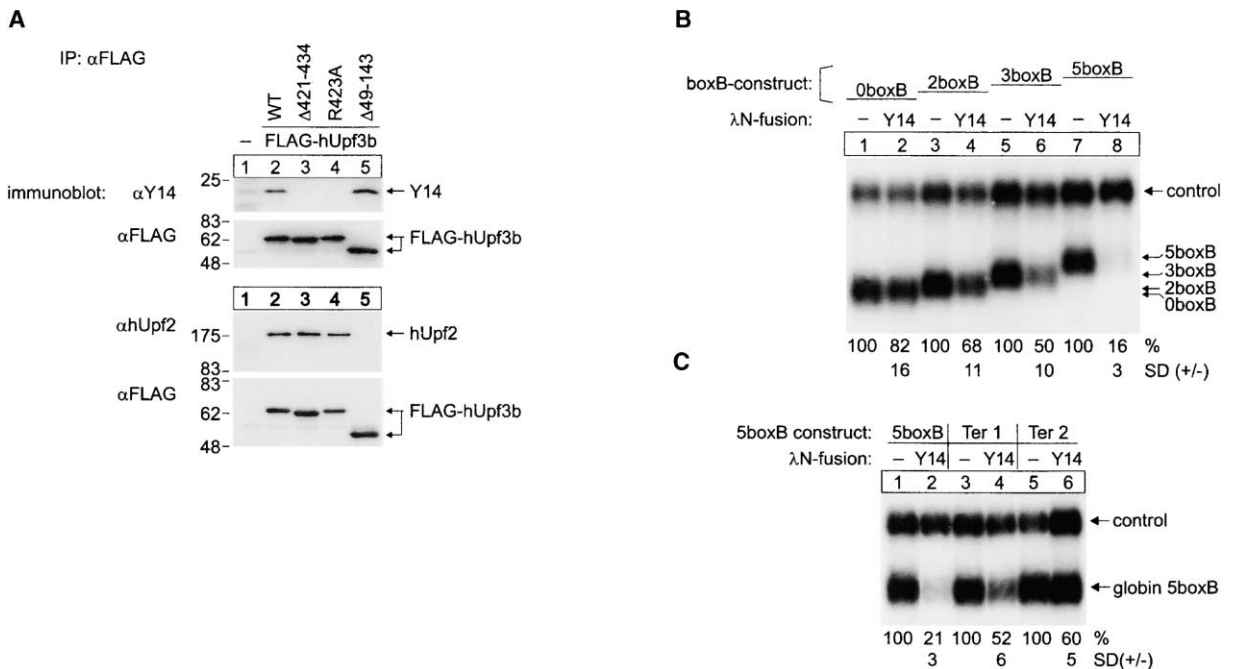 A
IP: αFLAG
WT
Δ421-434
R423A
Δ49-143
– FLAG-hUpf3b
1 2 3 4 5
immunoblot: αY14
25-
Y14
αFLAG
83-
62-
48-
FLAG-hUpf3b
1 2 3 4 5
αhUpf2
175-
83-
hUpf2
αFLAG
83
62-
48-
FLAG-hUpf3b
B
boxB-construct: 0boxB 2boxB 3boxB 5boxB
λN-fusion: – Y14 – Y14 – Y14 – Y14
1 2 3 4 5 6 7 8
control
5boxB
3boxB
2boxB
0boxB
100 82 100 68 100 50 100 16 %
16 11 10 3 SD (+/-)
C
5boxB construct: 5boxB Ter 1 Ter 2
λN-fusion: – Y14 – Y14 – Y14
1 2 3 4 5 6
control
globin 5boxB
100 21 100 52 100 60 %
3 6 5 SD(+/-)